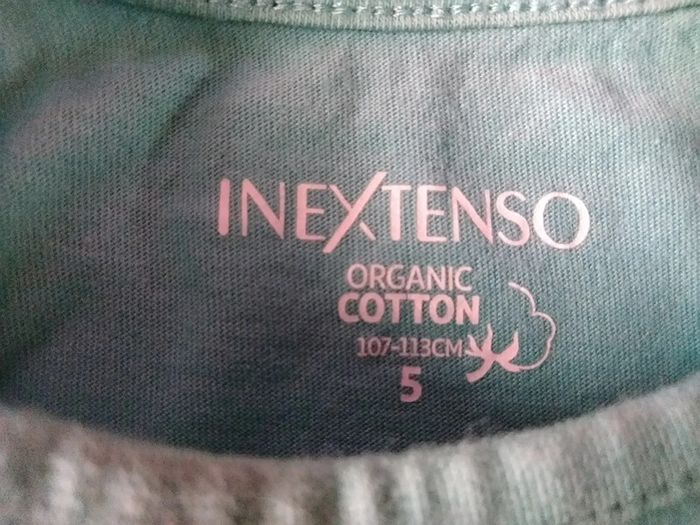 INEXTENSO
ORGANIC
COTTON
107-113CM
5